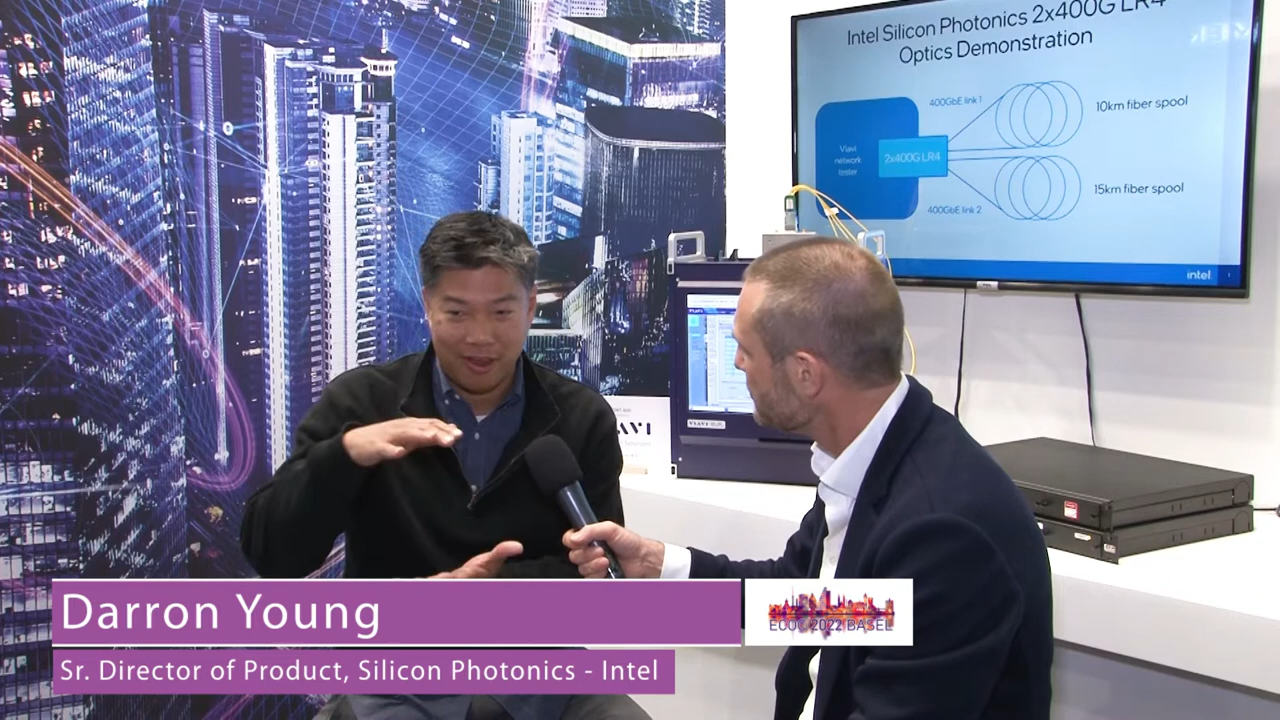 Intel Silicon Photonics 2x400G LR4
Optics Demonstration
400GbE link 1
10km fiber spool
Viavi
network
tester
2x400G LR4
15km fiber spool
400GbE link 2
intel
VIAVI
Darron Young
ECOC 2022 BASEL
Sr. Director of Product, Silicon Photonics - Intel